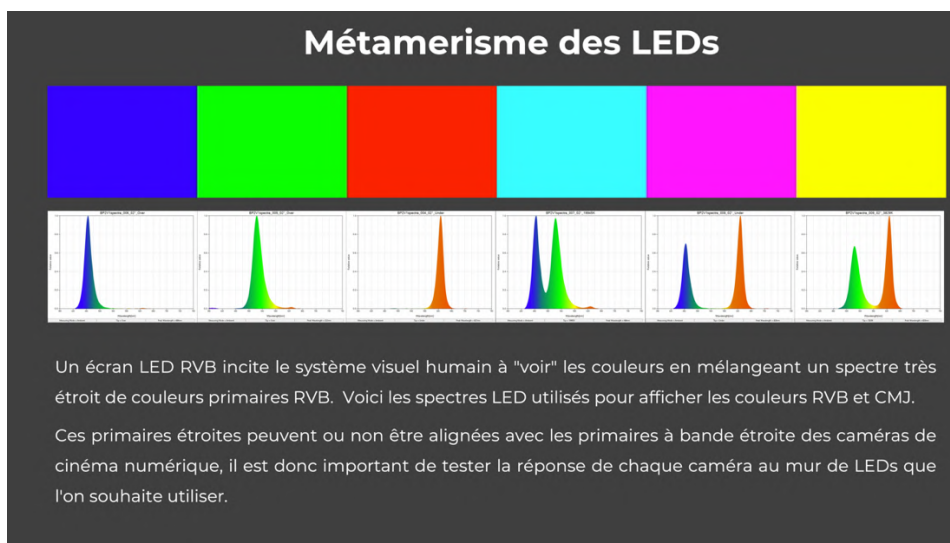 Métamerisme des LEDs
Un écran LED RVB incite le système visuel humain à "voir" les couleurs en mélangeant un spectre très
étroit de couleurs primaires RVB. Voici les spectres LED utilisés pour afficher les couleurs RVB et CMJ.
Ces primaires étroites peuvent ou non être alignées avec les primaires à bande étroite des caméras de
cinéma numérique, il est donc important de tester la réponse de chaque caméra au mur de LEDs que
l'on souhaite utiliser.